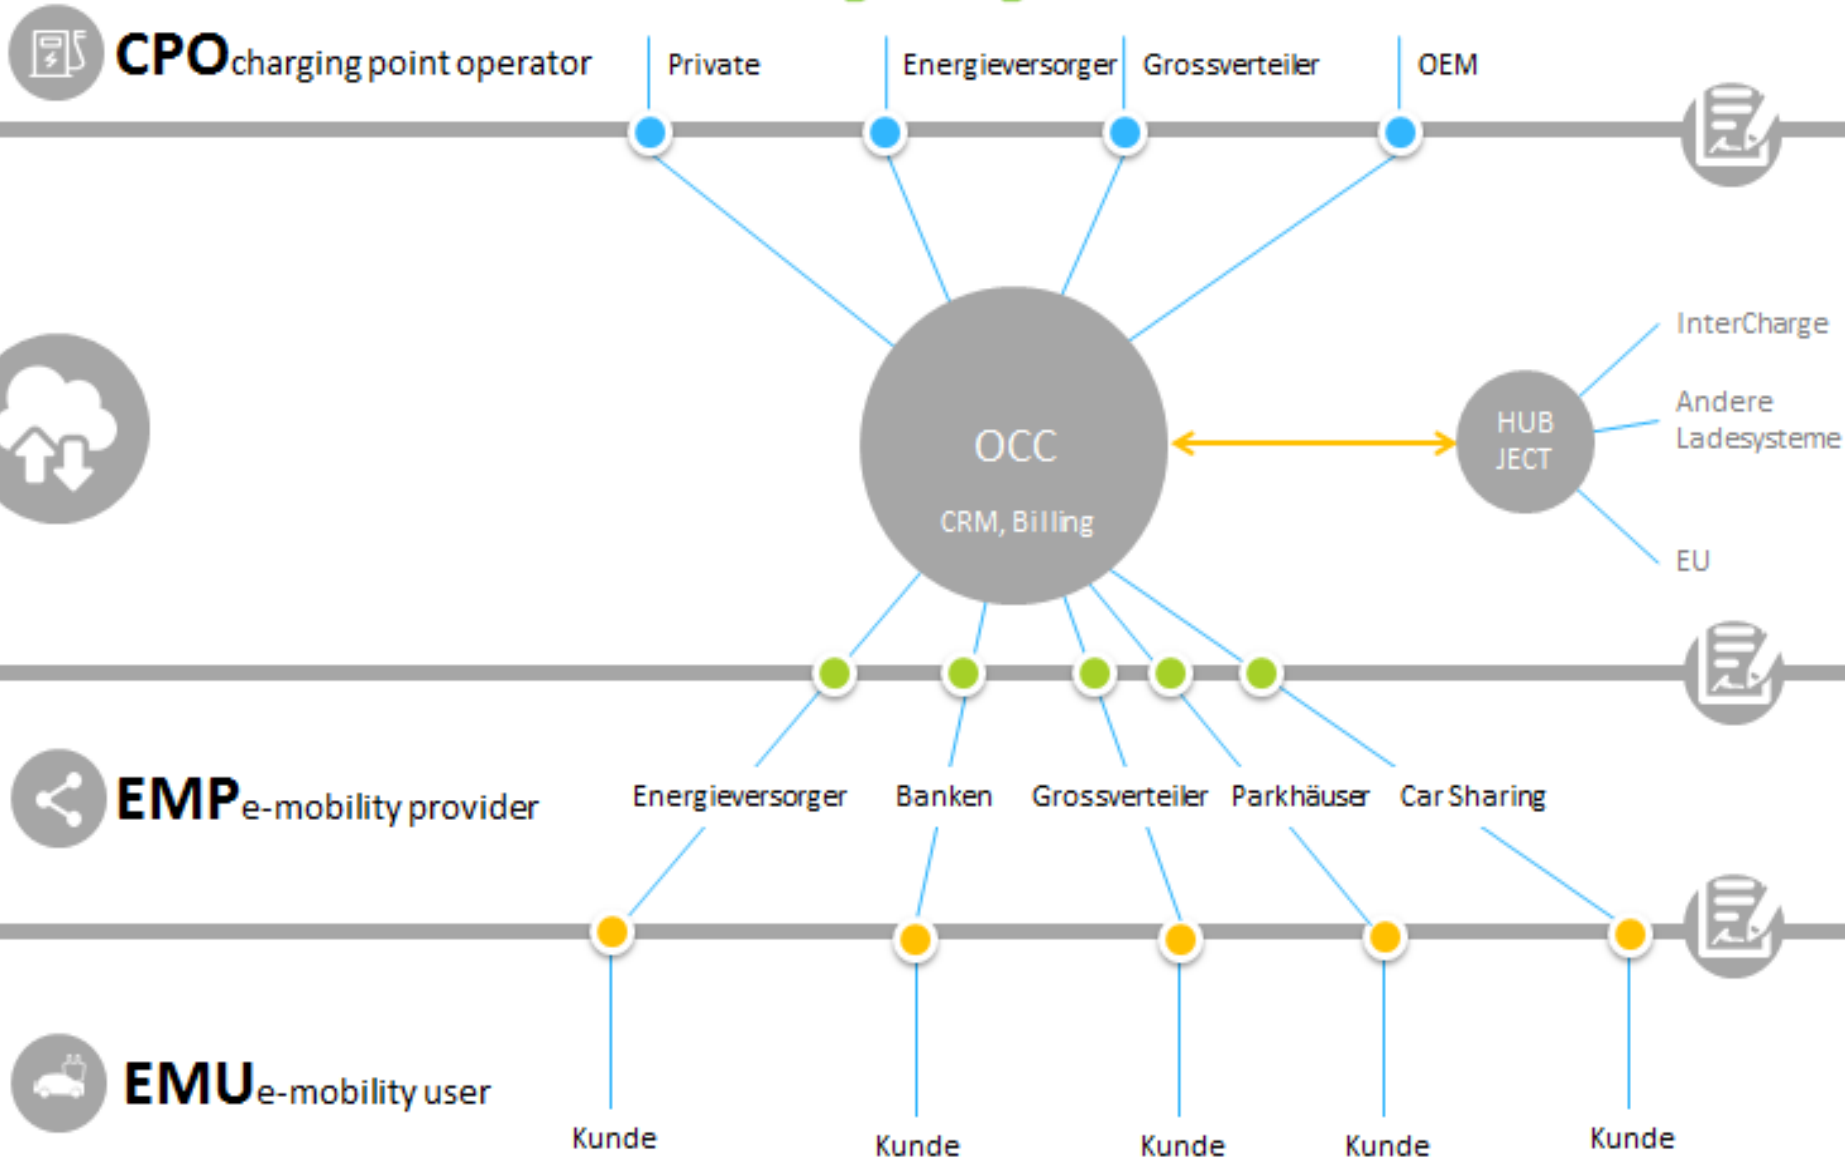 CPO charging point operator
Private
Energieversorger
Grossverteiler
OEM
InterCharge
Andere
Ladesysteme
EU
HUB
JECT
OCC
CRM, Billing
EMP e-mobility provider
Energieversorger
Banken
Grossverteiler
Parkhäuser
Car Sharing
EMU e-mobility user
Kunde
Kunde
Kunde
Kunde
Kunde